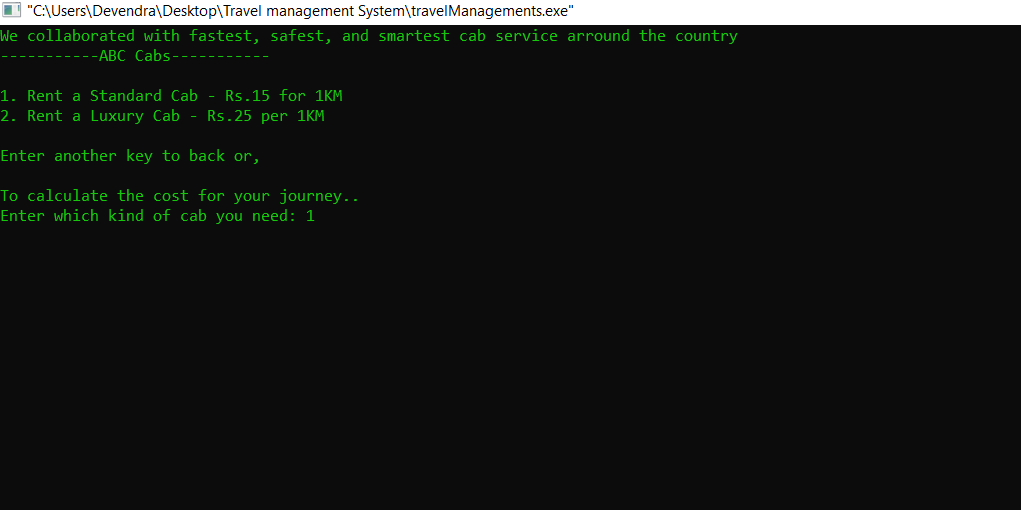 "C:\Users\Devendra\Desktop\Travel management System\travelManagements.exe"
We collaborated with fastest, safest, and smartest cab service arround the country
-----------ABC Cabs-----------
1. Rent a Standard Cab - Rs.15 for 1KM
2. Rent a Luxury Cab - Rs.25 per 1KM
Enter another key to back or,
To calculate the cost for your journey..
Enter which kind of cab you need: 1